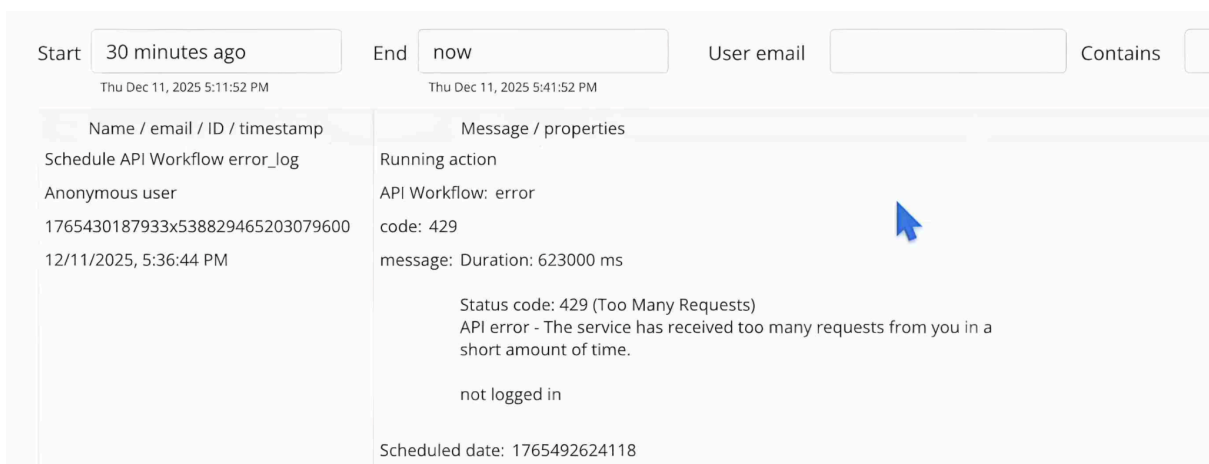 Start 30 minutes ago End now User email Contains
Thu Dec 11, 2025 5:11:52 PM Thu Dec 11, 2025 5:41:52 PM
Name / email / ID / timestamp Message / properties
Schedule API Workflow error_log Running action
Anonymous user API Workflow: error
1765430187933x538829465203079600 code: 429
12/11/2025, 5:36:44 PM message: Duration: 623000 ms
Status code: 429 (Too Many Requests)
API error - The service has received too many requests from you in a
short amount of time.
not logged in
Scheduled date: 1765492624118